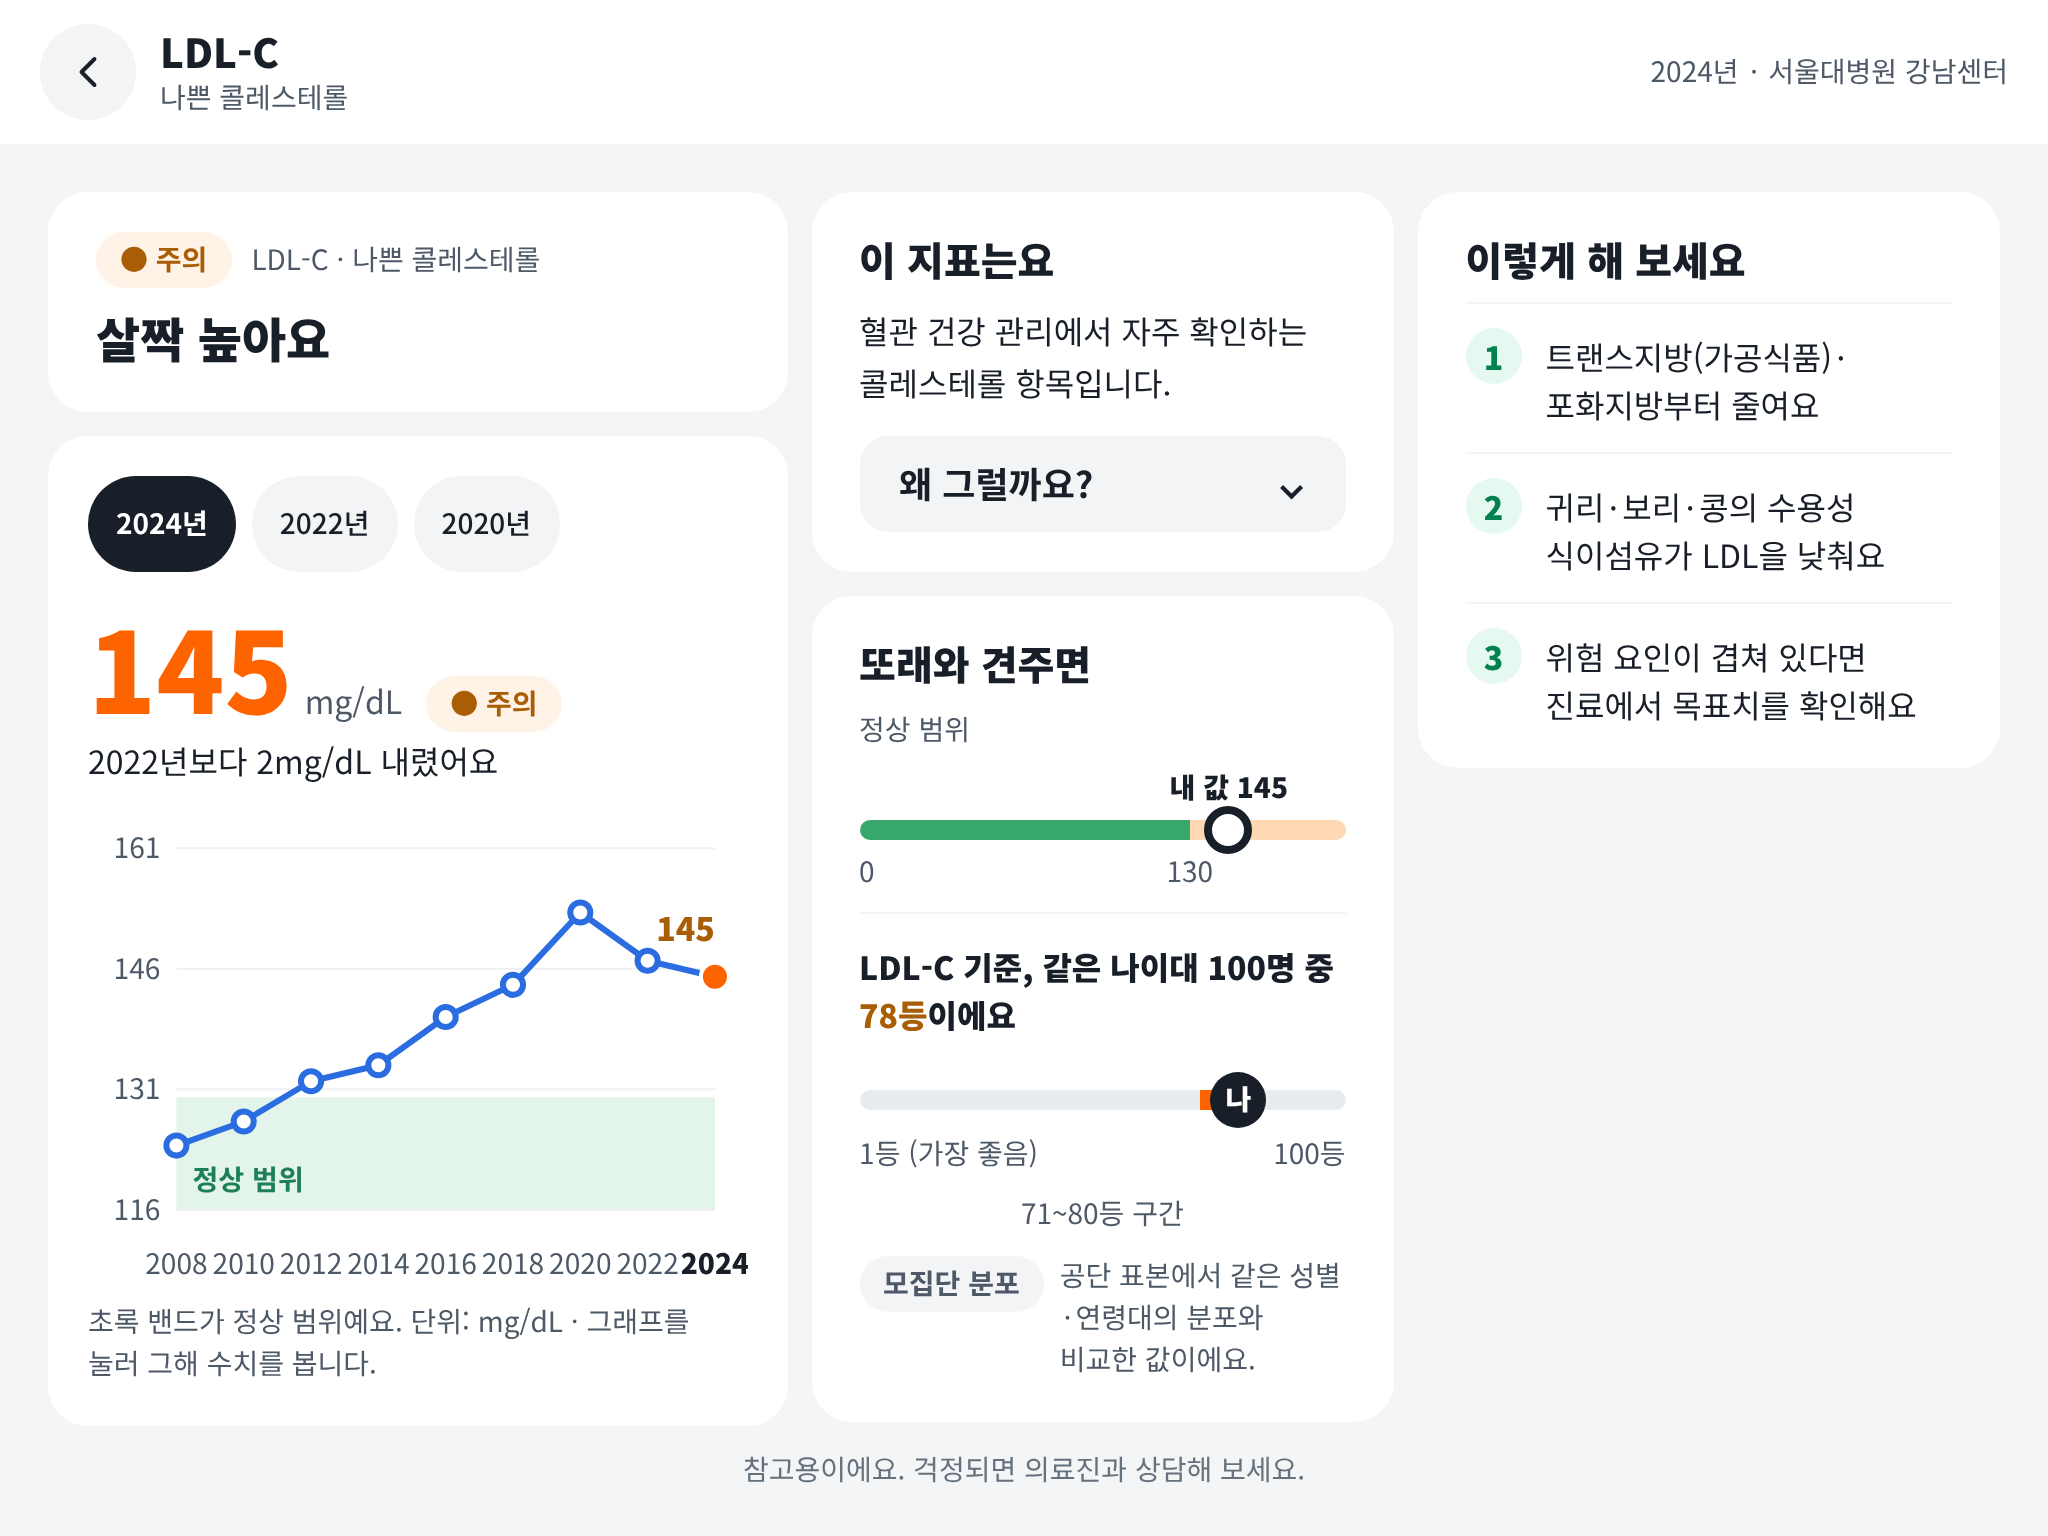 LDL-C
나쁜 콜레스테롤
2024년 · 서울대병원 강남센터
주의 LDL-C · 나쁜 콜레스테롤
살짝 높아요
2024년 2022년 2020년
145 mg/dL 주의
2022년보다 2mg/dL 내렸어요
161
145
146
131
정상 범위
116
2008 2010 2012 2014 2016 2018 2020 2022 2024
초록 밴드가 정상 범위예요. 단위: mg/dL · 그래프를
눌러 그해 수치를 봅니다.
이 지표는요
혈관 건강 관리에서 자주 확인하는
콜레스테롤 항목입니다.
왜 그럴까요?
또래와 견주면
정상 범위
내 값 145
0 130
LDL-C 기준, 같은 나이대 100명 중
78등이에요
나
1등 (가장 좋음) 100등
71~80등 구간
모집단 분포
공단 표본에서 같은 성별
·연령대의 분포와
비교한 값이에요.
이렇게 해 보세요
1 트랜스지방(가공식품)·
포화지방부터 줄여요
2 귀리·보리·콩의 수용성
식이섬유가 LDL을 낮춰요
3 위험 요인이 겹쳐 있다면
진료에서 목표치를 확인해요
참고용이에요. 걱정되면 의료진과 상담해 보세요.